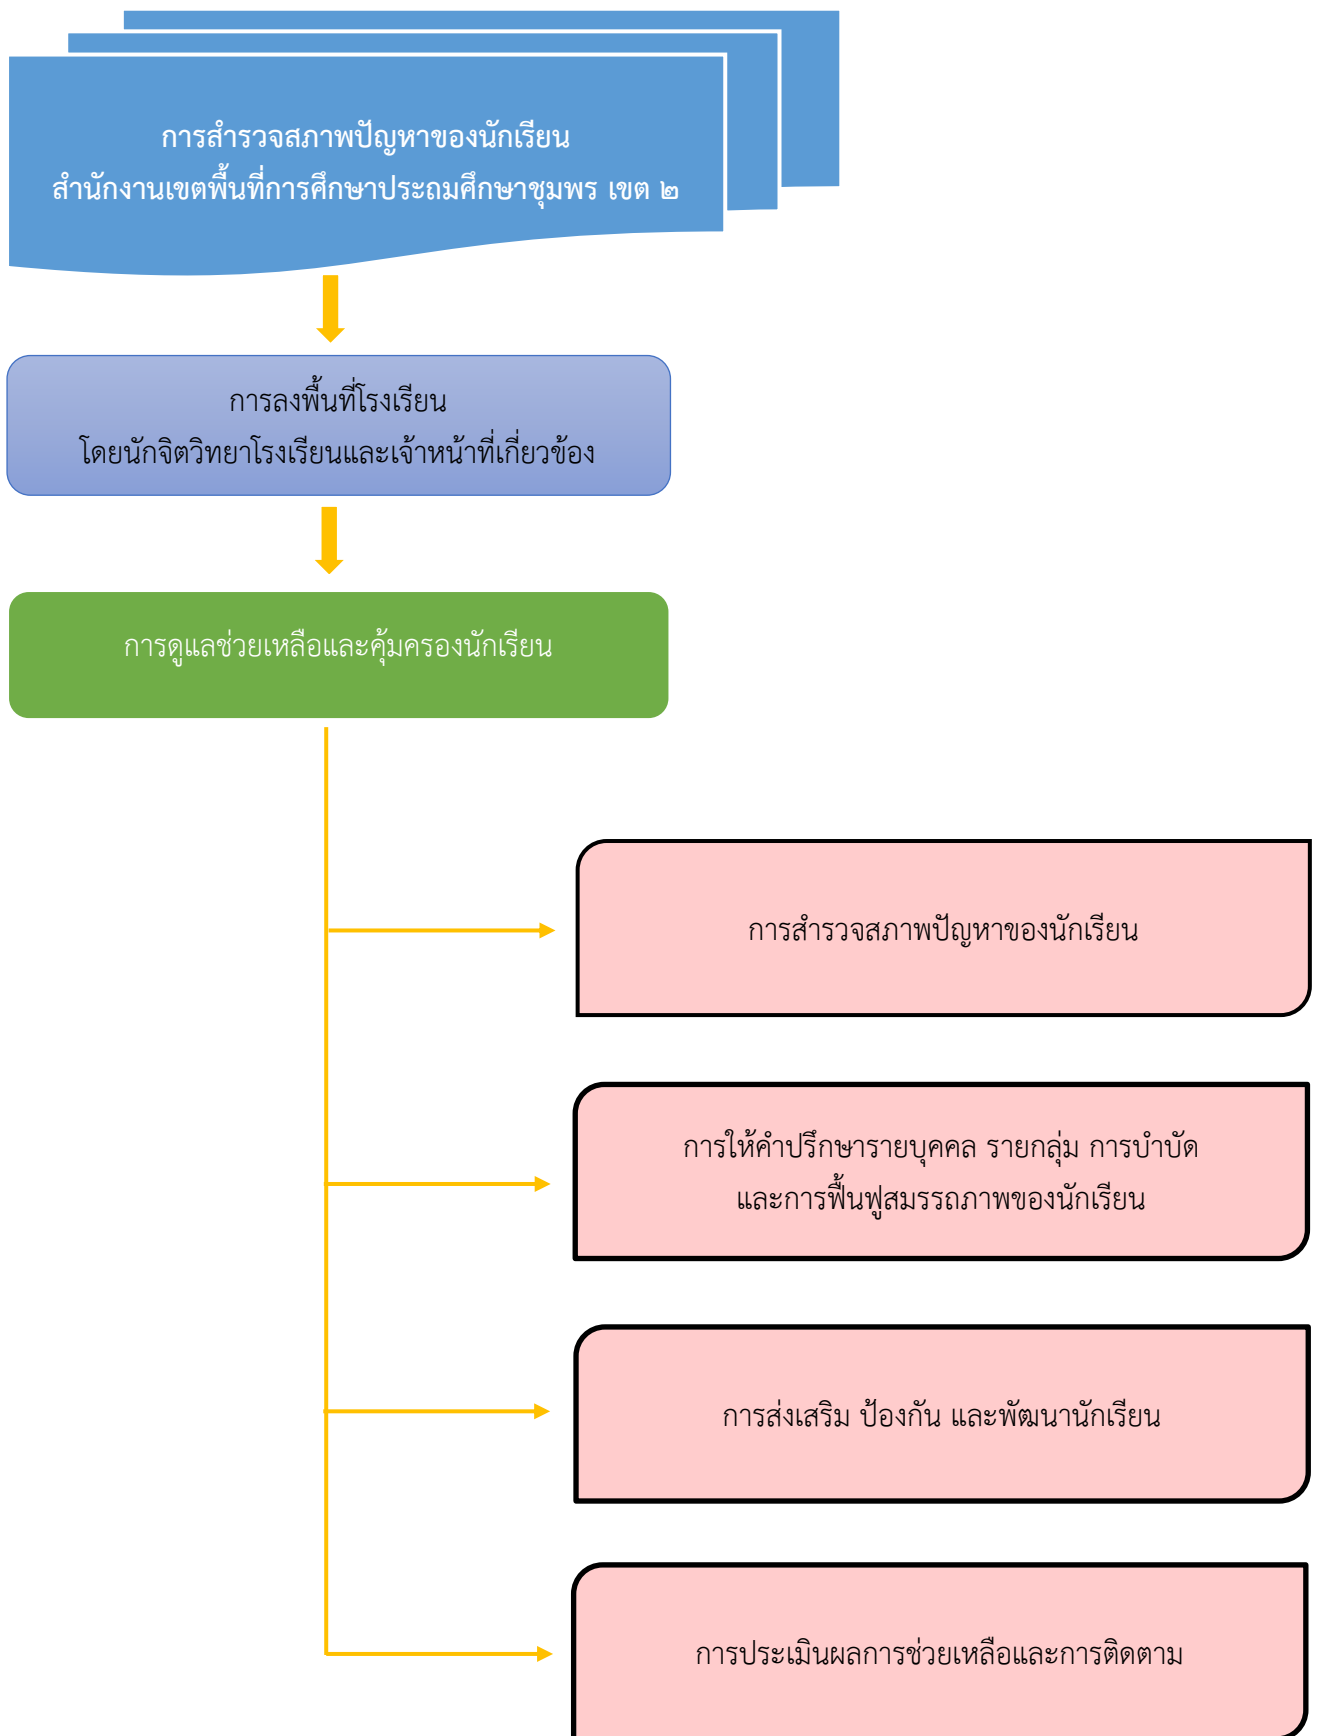 การสำรวจสภาพปัญหาของนักเรียน
สำนักงานเขตพื้นที่การศึกษาประถมศึกษาชุมพร เขต ๒
การลงพื้นที่โรงเรียน
โดยนักจิตวิทยาโรงเรียนและเจ้าหน้าที่เกี่ยวข้อง
การดูแลช่วยเหลือและคุ้มครองนักเรียน
การสำรวจสภาพปัญหาของนักเรียน
การให้คำปรึกษารายบุคคล รายกลุ่ม การบำบัด
และการฟื้นฟูสมรรถภาพของนักเรียน
การส่งเสริม ป้องกัน และพัฒนานักเรียน
การประเมินผลการช่วยเหลือและการติดตาม